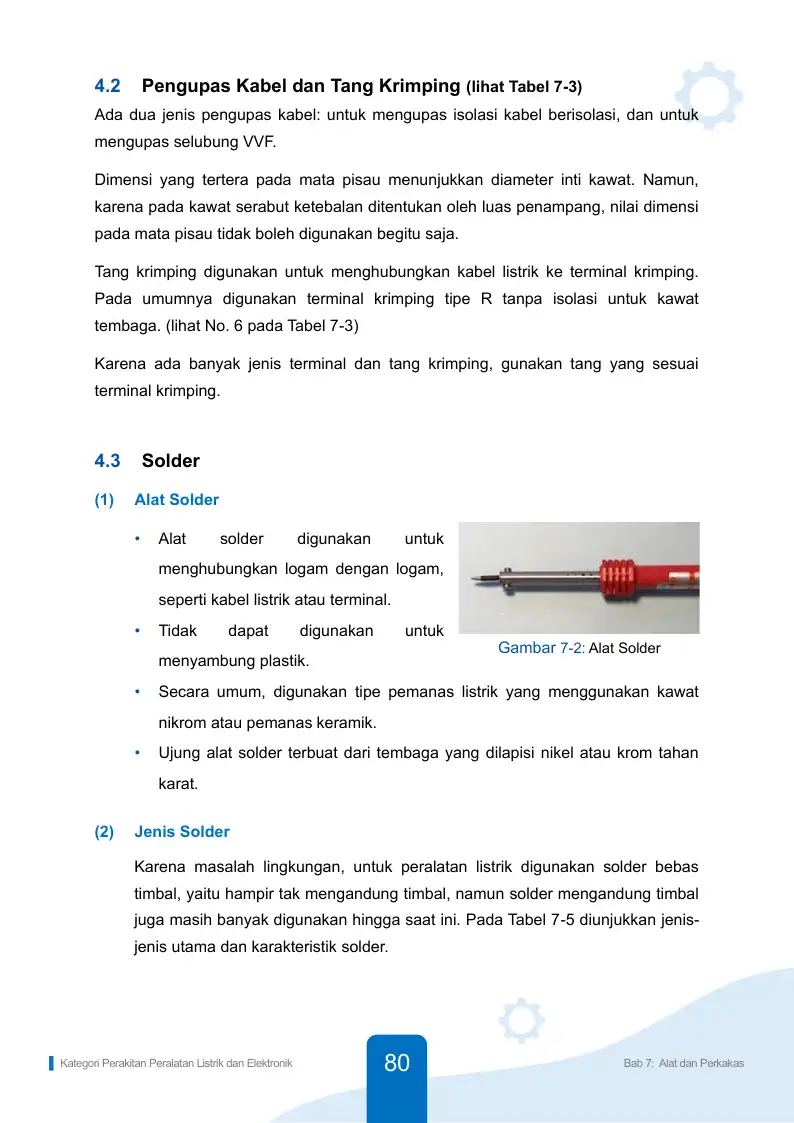 4.2 Pengupas Kabel dan Tang Krimping (lihat Tabel 7-3)
Ada dua jenis pengupas kabel: untuk mengupas isolasi kabel berisolasi, dan untuk
mengupas selubung VVF.
Dimensi yang tertera pada mata pisau menunjukkan diameter inti kawat. Namun,
karena pada kawat serabut ketebalan ditentukan oleh luas penampang, nilai dimensi
pada mata pisau tidak boleh digunakan begitu saja.
Tang krimping digunakan untuk menghubungkan kabel listrik ke terminal krimping.
Pada umumnya digunakan terminal krimping tipe R tanpa isolasi untuk kawat
tembaga. (lihat No. 6 pada Tabel 7-3)
Karena ada banyak jenis terminal dan tang krimping, gunakan tang yang sesuai
terminal krimping.
4.3 Solder
(1) Alat Solder
• Alat solder digunakan untuk
menghubungkan logam dengan logam,
seperti kabel listrik atau terminal.
• Tidak dapat digunakan untuk
menyambung plastik.
Gambar 7-2: Alat Solder
• Secara umum, digunakan tipe pemanas listrik yang menggunakan kawat
nikrom atau pemanas keramik.
• Ujung alat solder terbuat dari tembaga yang dilapisi nikel atau krom tahan
karat.
(2) Jenis Solder
Karena masalah lingkungan, untuk peralatan listrik digunakan solder bebas
timbal, yaitu hampir tak mengandung timbal, namun solder mengandung timbal
juga masih banyak digunakan hingga saat ini. Pada Tabel 7-5 diunjukkan jenis-
jenis utama dan karakteristik solder.
Kategori Perakitan Peralatan Listrik dan Elektronik
80
Bab 7: Alat dan Perkakas